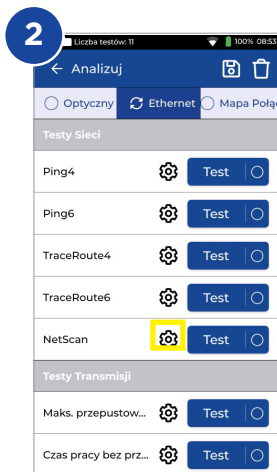 2
Liczba testów: 11 100% 08:53
Analizuj
Optyczny Ethernet Mapa Połą
Testy Sieci
Ping4 Test
Ping6 Test
TraceRoute4 Test
TraceRoute6 Test
NetScan Test
Testy Transmisji
Maks. przepustow... Test
Czas pracy bez prz... Test